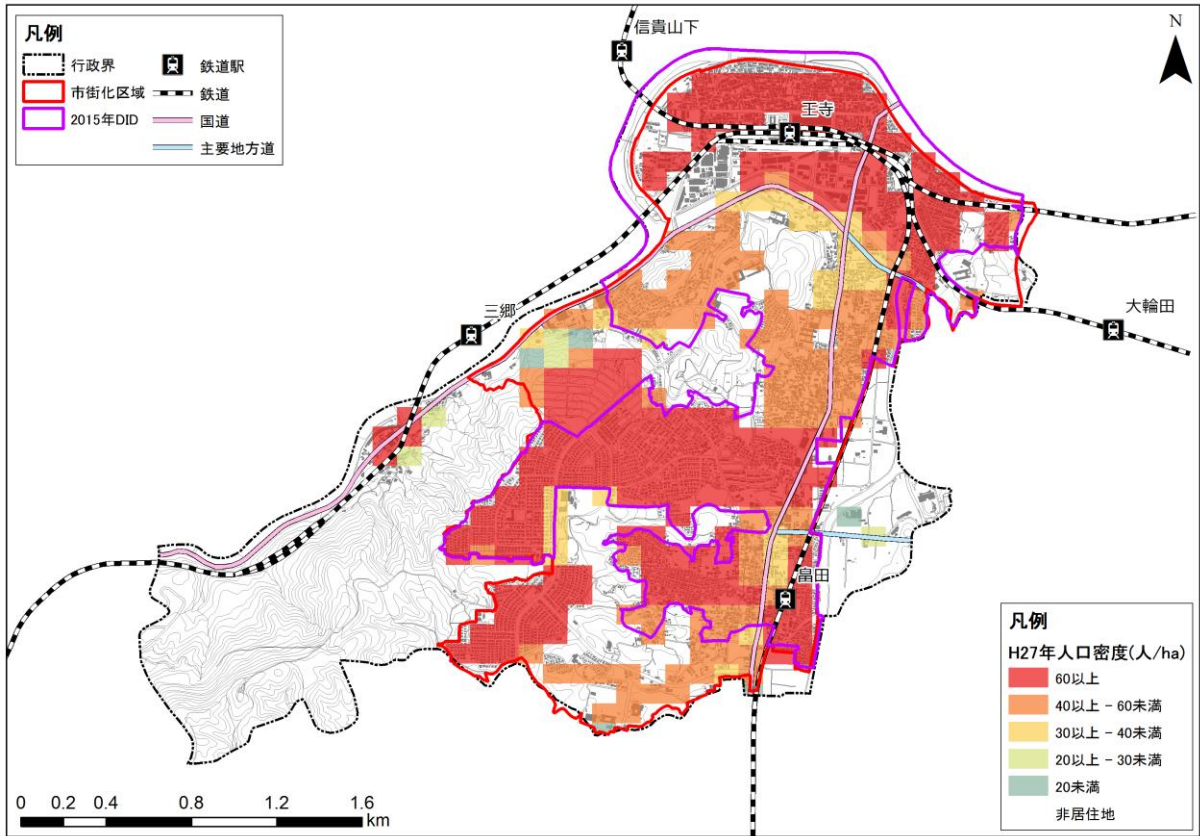 凡例
行政界
鉄道駅
市街化区域
鉄道
2015年DID
国道
主要地方道
信貴山下
N
王寺
三郷
大輪田
畠田
凡例
H27年人口密度(人/ha)
60以上
40以上 - 60未満
30以上 - 40未満
20以上 - 30未満
20未満
非居住地
0 0.2 0.4 0.8 1.2 1.6
km